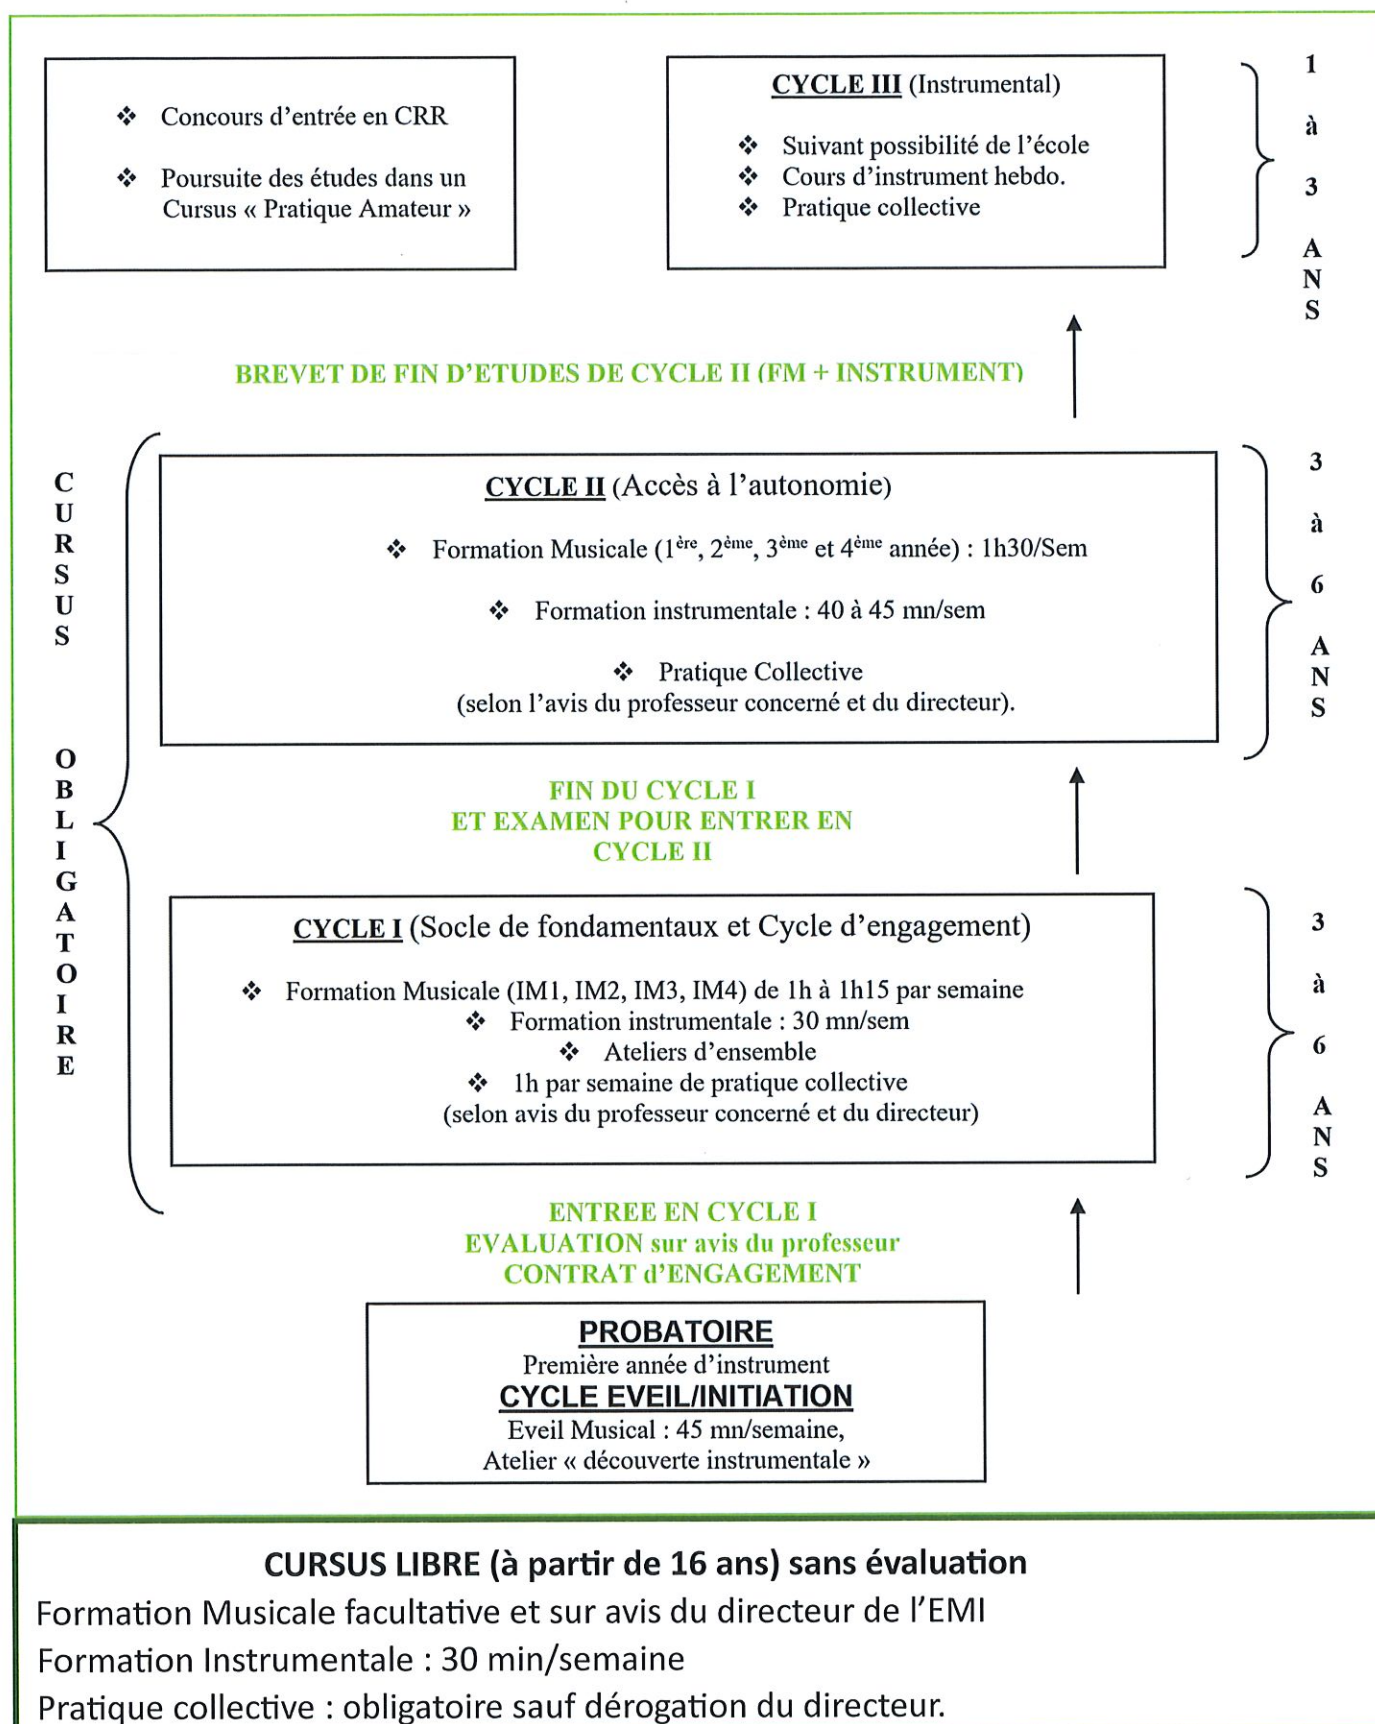 ❖ Concours d'entrée en CRR
❖ Poursuite des études dans un
Cursus « Pratique Amateur »
CYCLE III (Instrumental)
❖ Suivant possibilité de l'école
❖ Cours d'instrument hebdo.
❖ Pratique collective
1 à 3 ANS
BREVET DE FIN D'ETUDES DE CYCLE II (FM + INSTRUMENT)
CURSUS OBLIGATOIRE
CYCLE II (Accès à l'autonomie)
❖ Formation Musicale (1ère, 2ème, 3ème et 4ème année) : 1h30/Sem
❖ Formation instrumentale : 40 à 45 mn/sem
❖ Pratique Collective
(selon l'avis du professeur concerné et du directeur).
3 à 6 ANS
FIN DU CYCLE I
ET EXAMEN POUR ENTRER EN
CYCLE II
CYCLE I (Socle de fondamentaux et Cycle d'engagement)
❖ Formation Musicale (IM1, IM2, IM3, IM4) de 1h à 1h15 par semaine
❖ Formation instrumentale : 30 mn/sem
❖ Ateliers d'ensemble
❖ 1h par semaine de pratique collective
(selon avis du professeur concerné et du directeur)
3 à 6 ANS
ENTREE EN CYCLE I
EVALUATION sur avis du professeur
CONTRAT d'ENGAGEMENT
PROBATOIRE
Première année d'instrument
CYCLE EVEIL/INITIATION
Eveil Musical : 45 mn/semaine,
Atelier « découverte instrumentale »
CURSUS LIBRE (à partir de 16 ans) sans évaluation
Formation Musicale facultative et sur avis du directeur de l'EMI
Formation Instrumentale : 30 min/semaine
Pratique collective : obligatoire sauf dérogation du directeur.